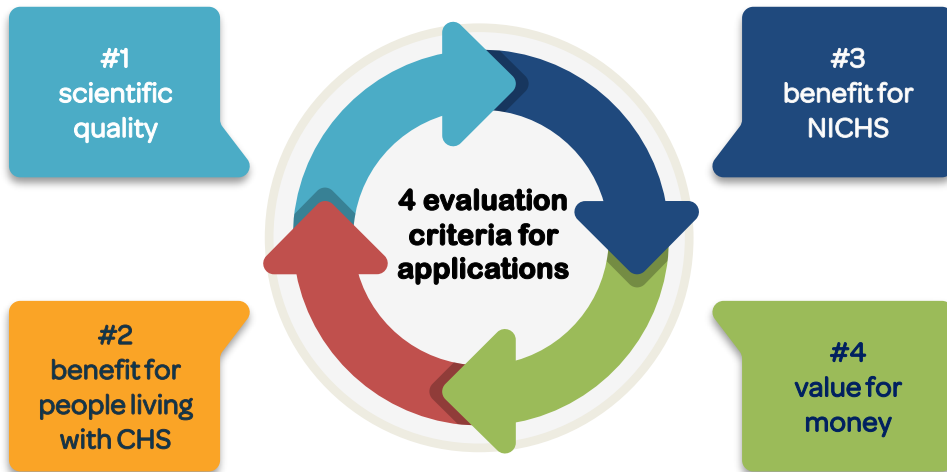 #1
scientific
quality
#3
benefit for
NICHS
4 evaluation
criteria for
applications
#2
benefit for
people living
with CHS
#4
value for
money